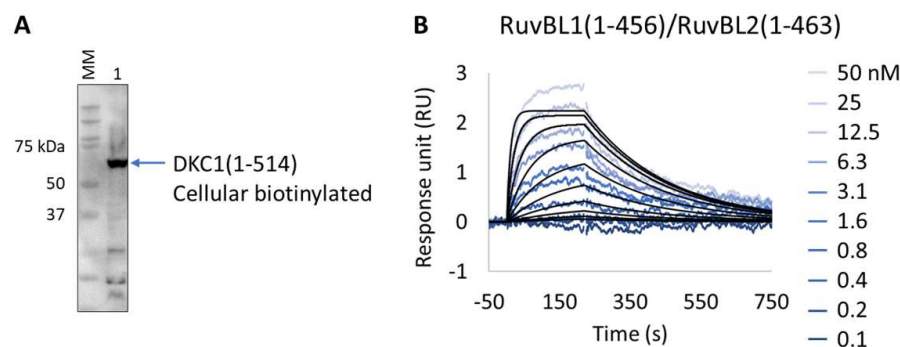 A
MM
1
75 kDa
50
37
DKC1(1-514)
Cellular biotinylated
B
RuvBL1(1-456)/RuvBL2(1-463)
Response unit (RU)
3
2
1
0
-1
-50
150
350
550
750
Time (s)
50 nM
25
12.5
6.3
3.1
1.6
0.8
0.4
0.2
0.1